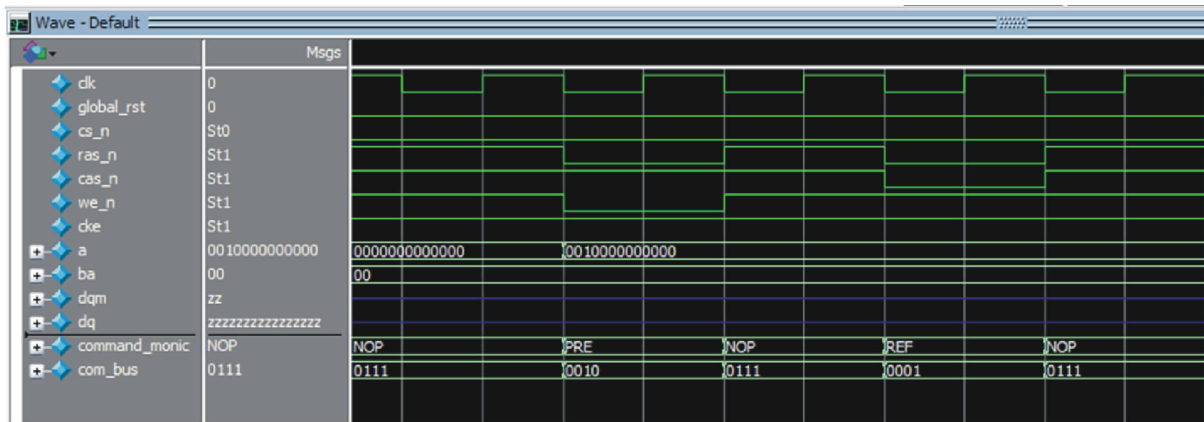 Wave - Default
Msgs
clk 0
global_rst 0
cs_n St0
ras_n St1
cas_n St1
we_n St1
cke St1
a 0010000000000 0000000000000 0010000000000
ba 00 00
dqm zz
dq zzzzzzzzzzzzzzzz
command_monic NOP NOP PRE NOP REF NOP
com_bus 0111 0111 0010 0111 0001 0111